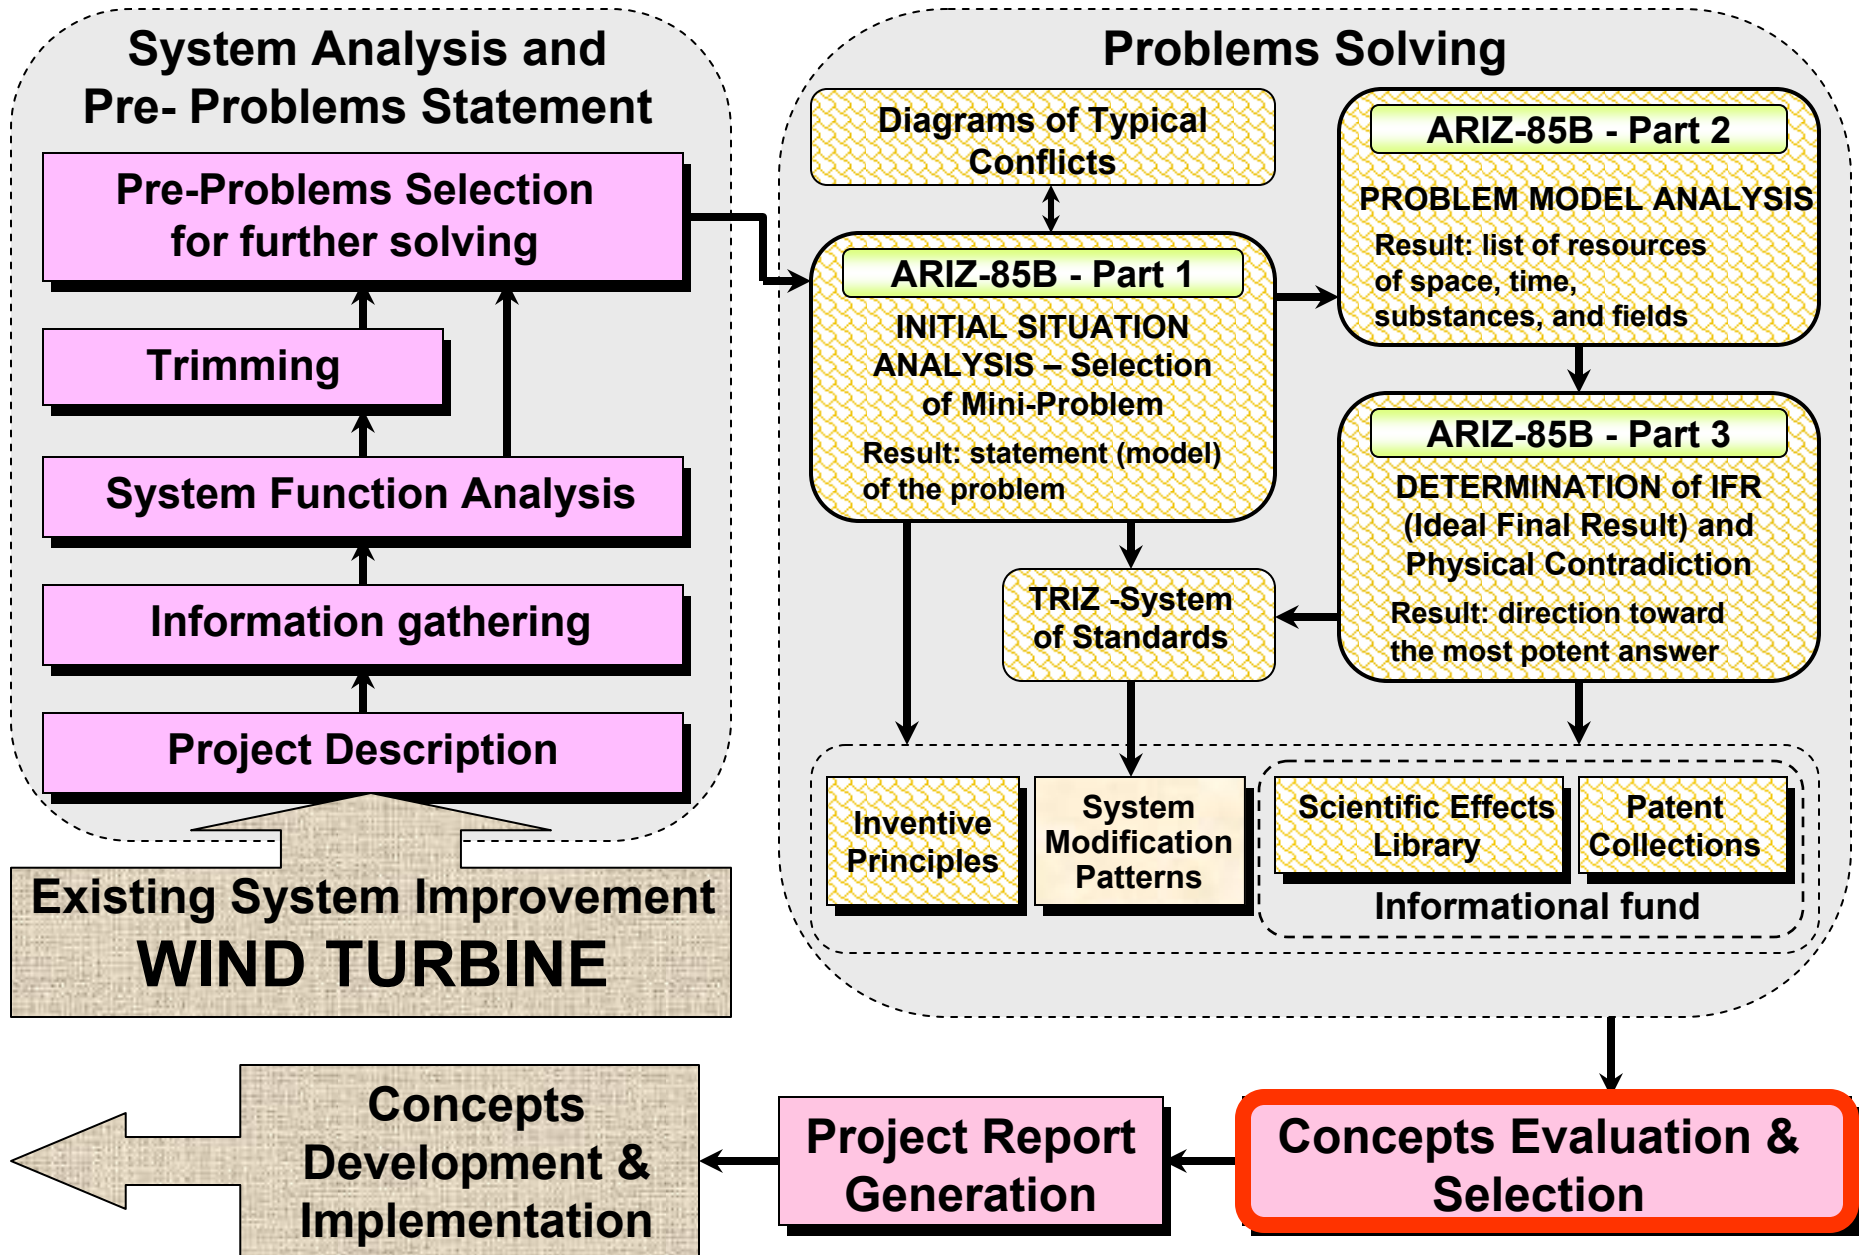 System Analysis and
Pre- Problems Statement
Pre-Problems Selection
for further solving
Trimming
System Function Analysis
Information gathering
Project Description
Existing System Improvement
WIND TURBINE
Problems Solving
Diagrams of Typical
Conflicts
ARIZ-85B - Part 1
INITIAL SITUATION
ANALYSIS – Selection
of Mini-Problem
Result: statement (model)
of the problem
ARIZ-85B - Part 2
PROBLEM MODEL ANALYSIS
Result: list of resources
of space, time,
substances, and fields
ARIZ-85B - Part 3
DETERMINATION of IFR
(Ideal Final Result) and
Physical Contradiction
Result: direction toward
the most potent answer
TRIZ -System
of Standards
Inventive
Principles
System
Modification
Patterns
Scientific Effects
Library
Patent
Collections
Informational fund
Concepts Evaluation &
Selection
Project Report
Generation
Concepts
Development &
Implementation